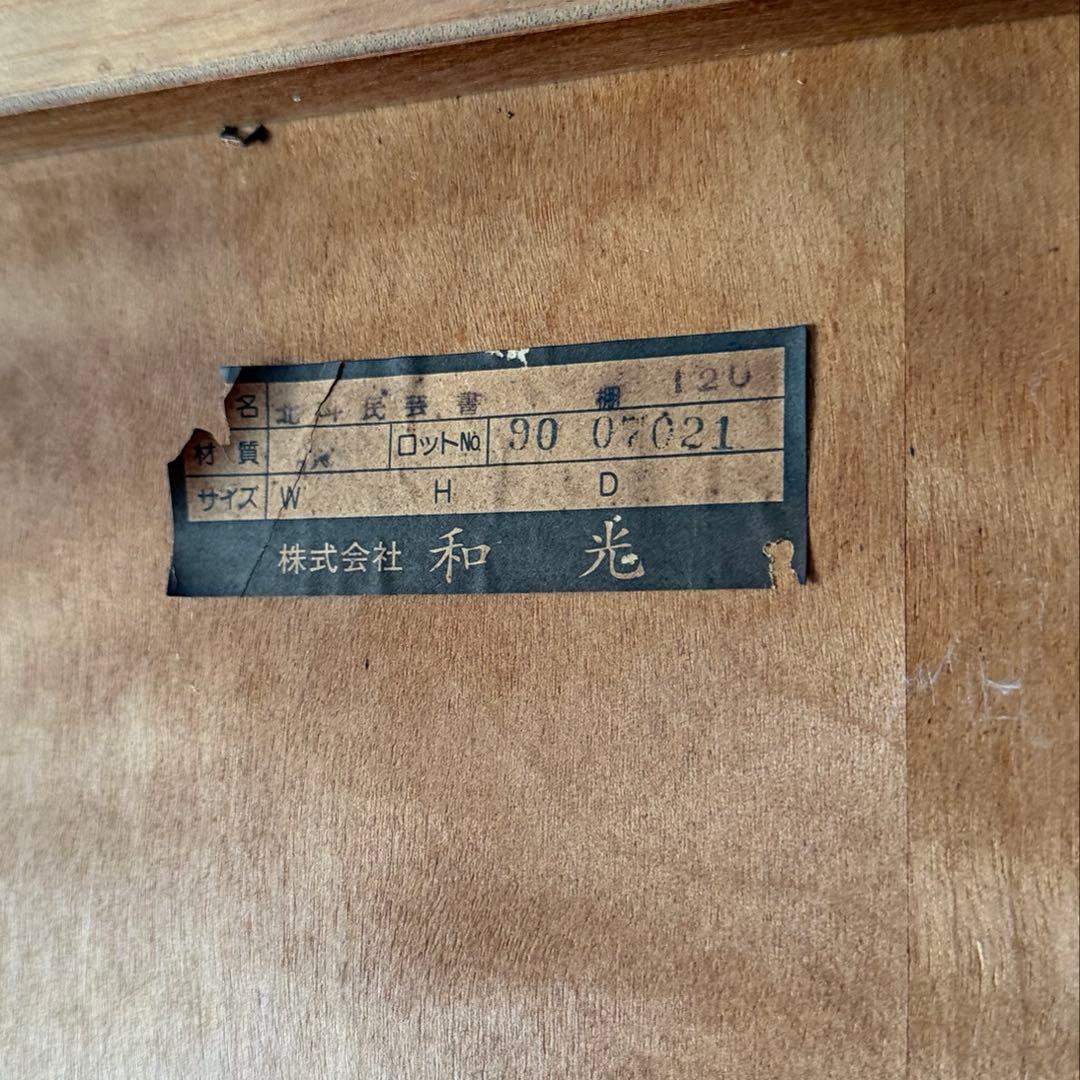 名 北斗民芸書 棚 120
材質 ロットNo. 90 07021
サイズ W H D
株式会社 和 光